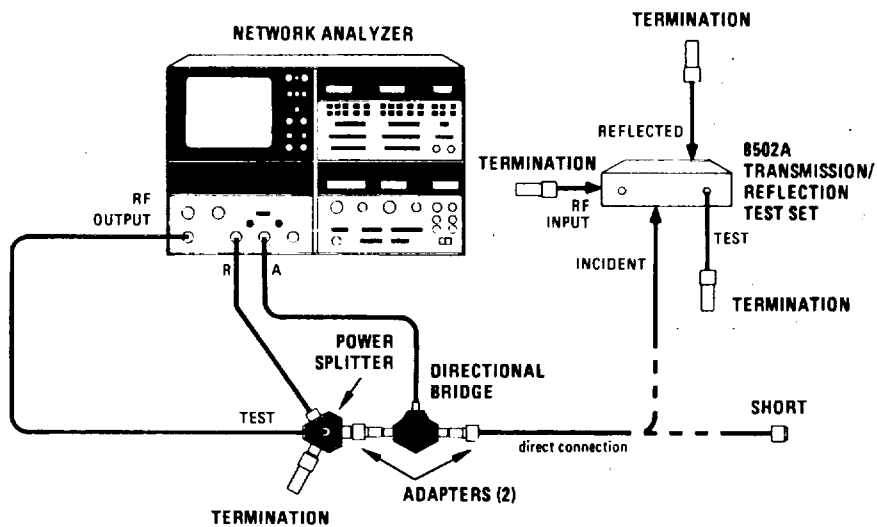 TERMINATION
NETWORK ANALYZER
REFLECTED
TERMINATION
8502A
TRANSMISSION/
REFLECTION
TEST SET
RF
INPUT
RF
OUTPUT
TEST
INCIDENT
R
A
TERMINATION
POWER
SPLITTER
DIRECTIONAL
BRIDGE
SHORT
TEST
direct connection
ADAPTERS (2)
TERMINATION